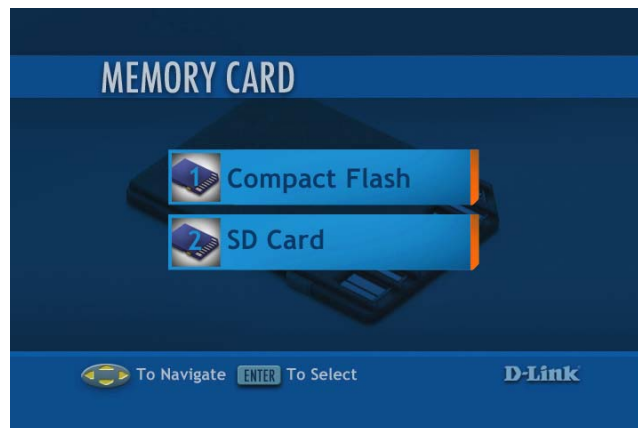 MEMORY CARD
1 Compact Flash
2 SD Card
To Navigate ENTER To Select D-Link